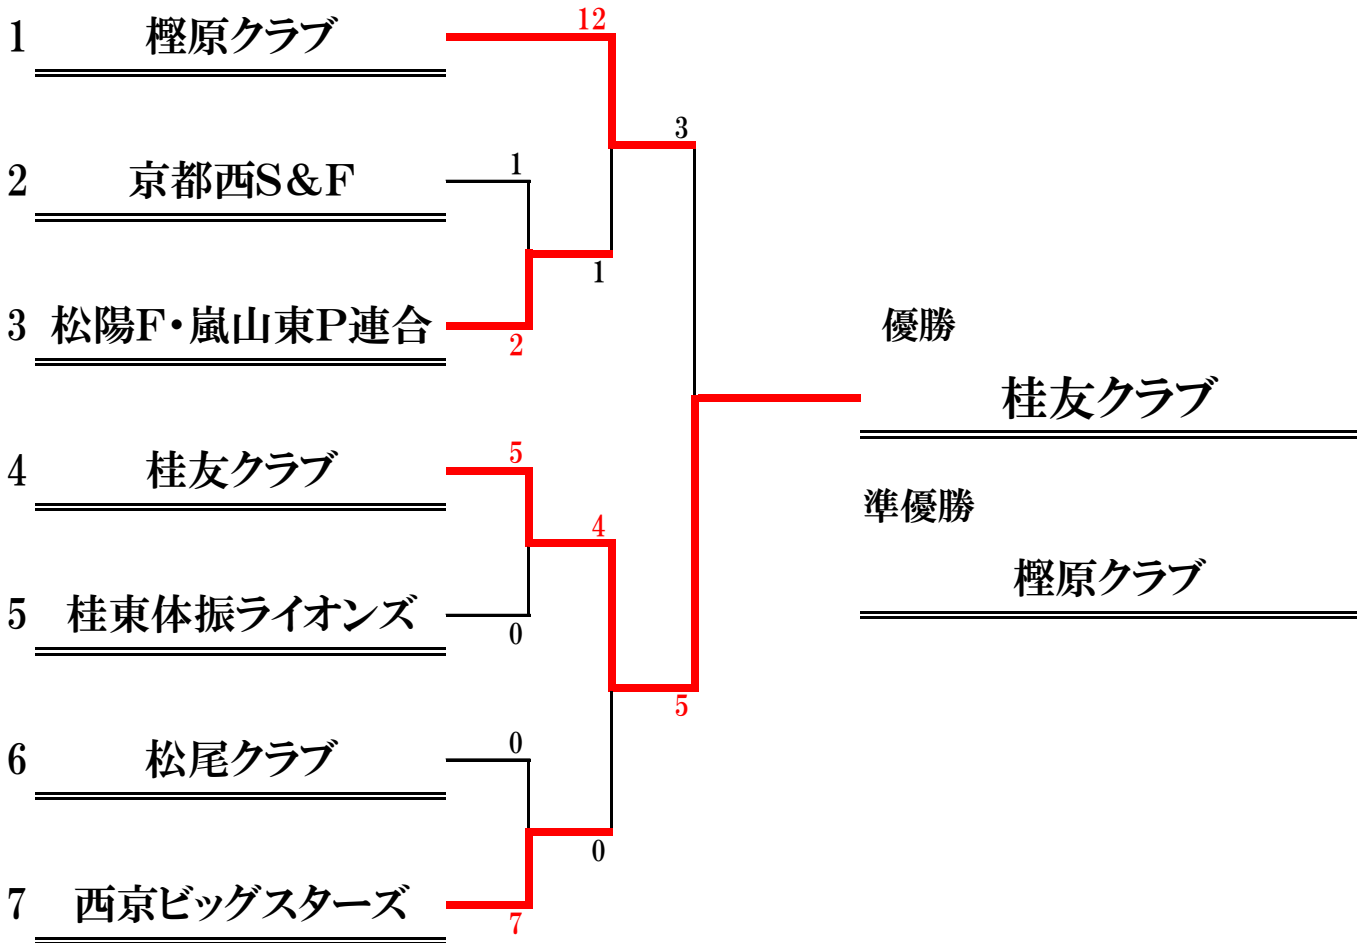 12
1 樫原クラブ
3
1
2 京都西S&F
1
3 松陽F・嵐山東P連合
2
優勝
桂友クラブ
5
4 桂友クラブ
4
準優勝
樫原クラブ
5 桂東体振ライオンズ
0
5
0
6 松尾クラブ
0
7 西京ビッグスターズ
7